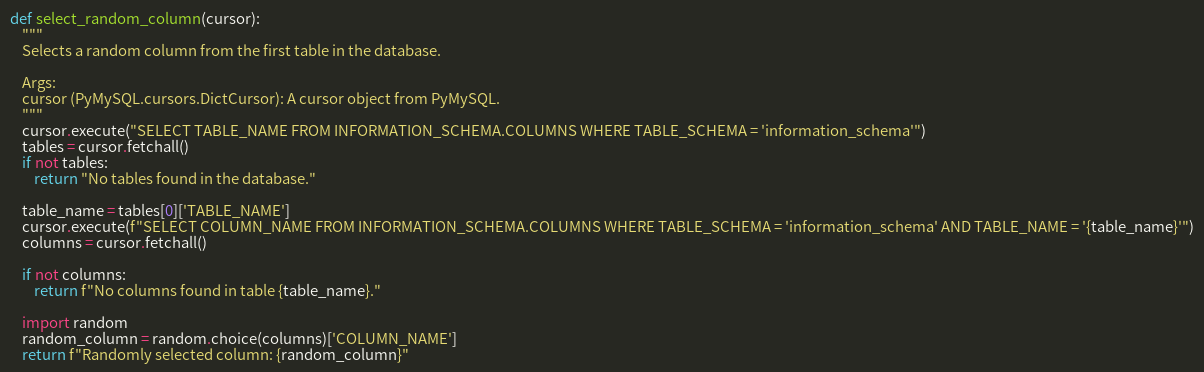 def select_random_column(cursor):
"""
Selects a random column from the first table in the database.
Args:
cursor (PyMySQL.cursors.DictCursor): A cursor object from PyMySQL.
"""
cursor.execute("SELECT TABLE_NAME FROM INFORMATION_SCHEMA.COLUMNS WHERE TABLE_SCHEMA = 'information_schema'")
tables = cursor.fetchall()
if not tables:
return "No tables found in the database."
table_name = tables[0]['TABLE_NAME']
cursor.execute(f"SELECT COLUMN_NAME FROM INFORMATION_SCHEMA.COLUMNS WHERE TABLE_SCHEMA = 'information_schema' AND TABLE_NAME = '{table_name}'")
columns = cursor.fetchall()
if not columns:
return f"No columns found in table {table_name}."
import random
random_column = random.choice(columns)['COLUMN_NAME']
return f"Randomly selected column: {random_column}"